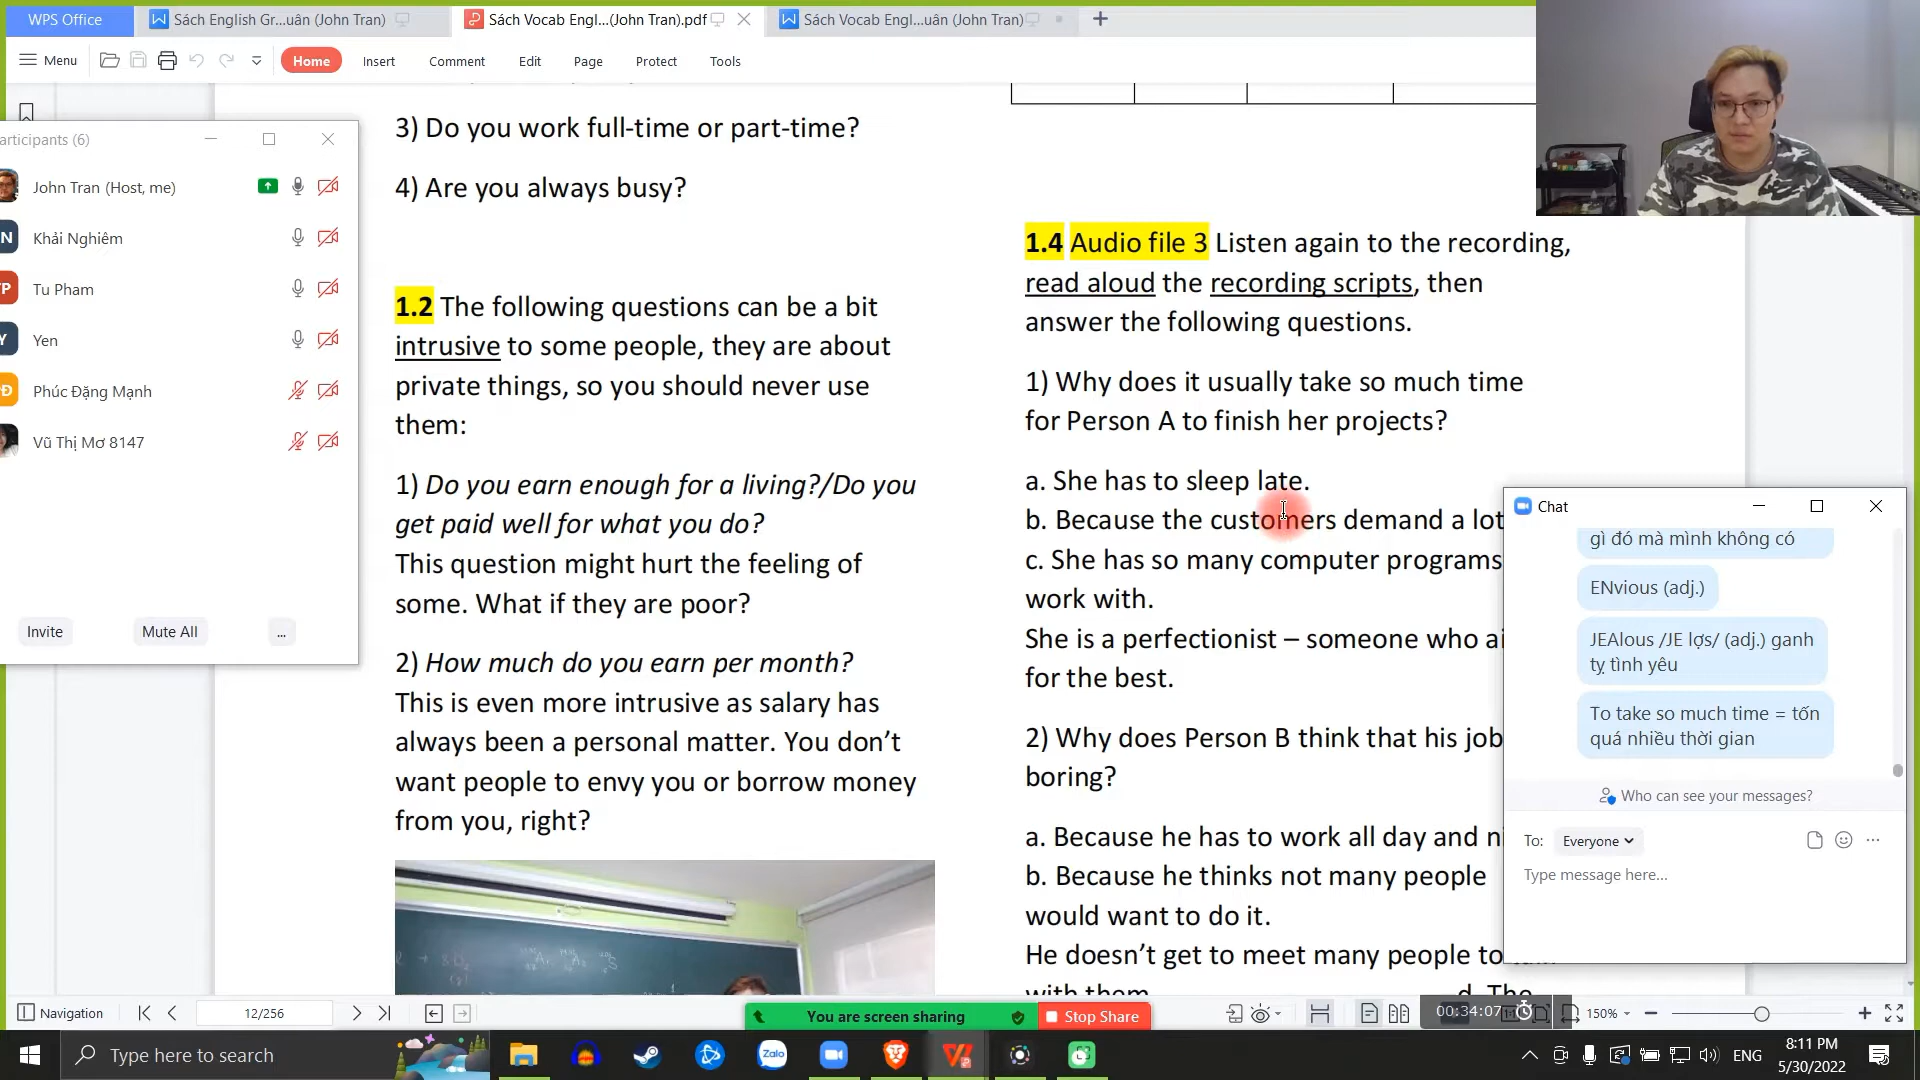 WPS Office
Sách English Gr...uân (John Tran)
Sách Vocab Engl...(John Tran).pdf
Sách Vocab Engl...uân (John Tran)
Menu
Home
Insert
Comment
Edit
Page
Protect
Tools
articipants (6)
John Tran (Host, me)
N
Khải Nghiêm
TP
Tu Pham
Y
Yen
Đ
Phúc Đặng Mạnh
Vũ Thị Mơ 8147
Invite
Mute All
...
3) Do you work full-time or part-time?
4) Are you always busy?
1.2 The following questions can be a bit
intrusive to some people, they are about
private things, so you should never use
them:
1) Do you earn enough for a living?/Do you
get paid well for what you do?
This question might hurt the feeling of
some. What if they are poor?
2) How much do you earn per month?
This is even more intrusive as salary has
always been a personal matter. You don't
want people to envy you or borrow money
from you, right?
1.4 Audio file 3 Listen again to the recording,
read aloud the recording scripts, then
answer the following questions.
1) Why does it usually take so much time
for Person A to finish her projects?
a. She has to sleep late.
b. Because the customers demand a lot
c. She has so many computer programs
work with.
She is a perfectionist – someone who ai
for the best.
2) Why does Person B think that his job
boring?
a. Because he has to work all day and ni
b. Because he thinks not many people
would want to do it.
He doesn't get to meet many people to
with them
d. The
Chat
gì đó mà mình không có
ENvious (adj.)
JEAlous /JE lợs/ (adj.) ganh
tỵ tình yêu
To take so much time = tốn
quá nhiều thời gian
Who can see your messages?
To:
Everyone
Type message here...
Navigation
12/256
You are screen sharing
Stop Share
00:34:07
150%
Type here to search
Zalo
ENG
8:11 PM
5/30/2022